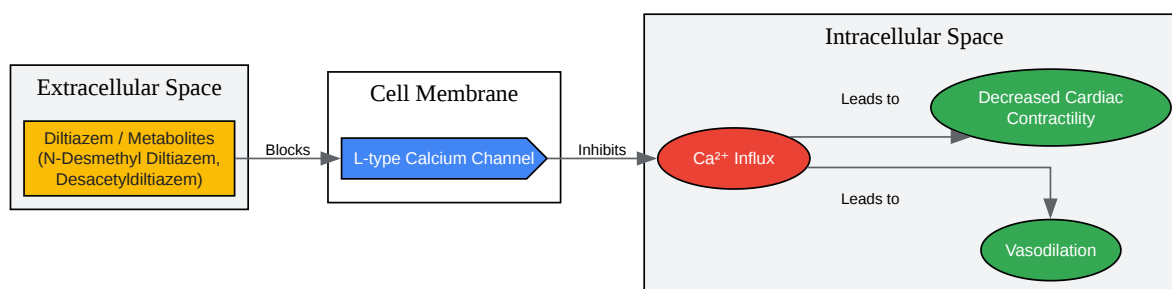 Extracellular Space
Diltiazem / Metabolites
(N-Desmethyl Diltiazem,
Desacetyldiltiazem)
Blocks
Cell Membrane
L-type Calcium Channel
Inhibits
Intracellular Space
Ca²⁺ Influx
Leads to
Decreased Cardiac
Contractility
Leads to
Vasodilation